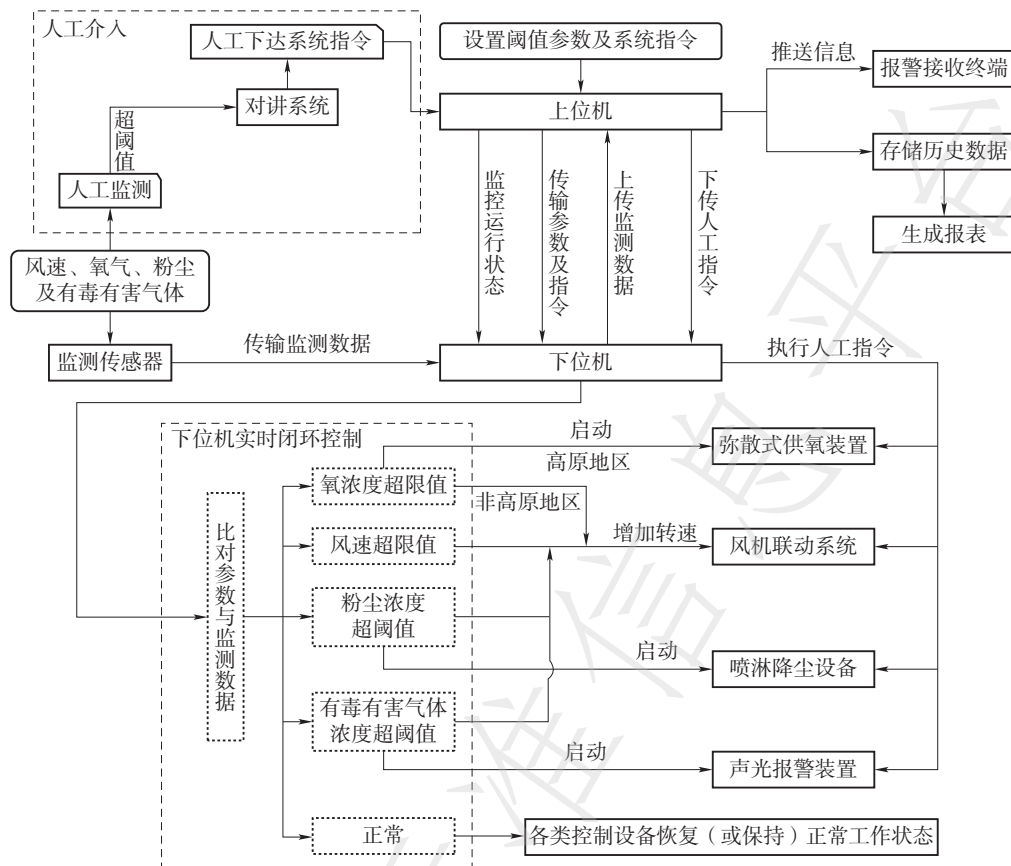 人工介入
人工下达系统指令
对讲系统
超阈值
人工监测
风速、氧气、粉尘
及有毒有害气体
监测传感器
传输监测数据
设置阈值参数及系统指令
上位机
推送信息
报警接收终端
存储历史数据
生成报表
监控运行状态
传输参数及指令
上传监测数据
下传人工指令
下位机
执行人工指令
下位机实时闭环控制
比对参数与监测数据
氧浓度超限值
启动
高原地区
非高原地区
弥散式供氧装置
风速超限值
增加转速
风机联动系统
粉尘浓度
超阈值
启动
喷淋降尘设备
有毒有害气体
浓度超阈值
启动
声光报警装置
正常
各类控制设备恢复（或保持）正常工作状态